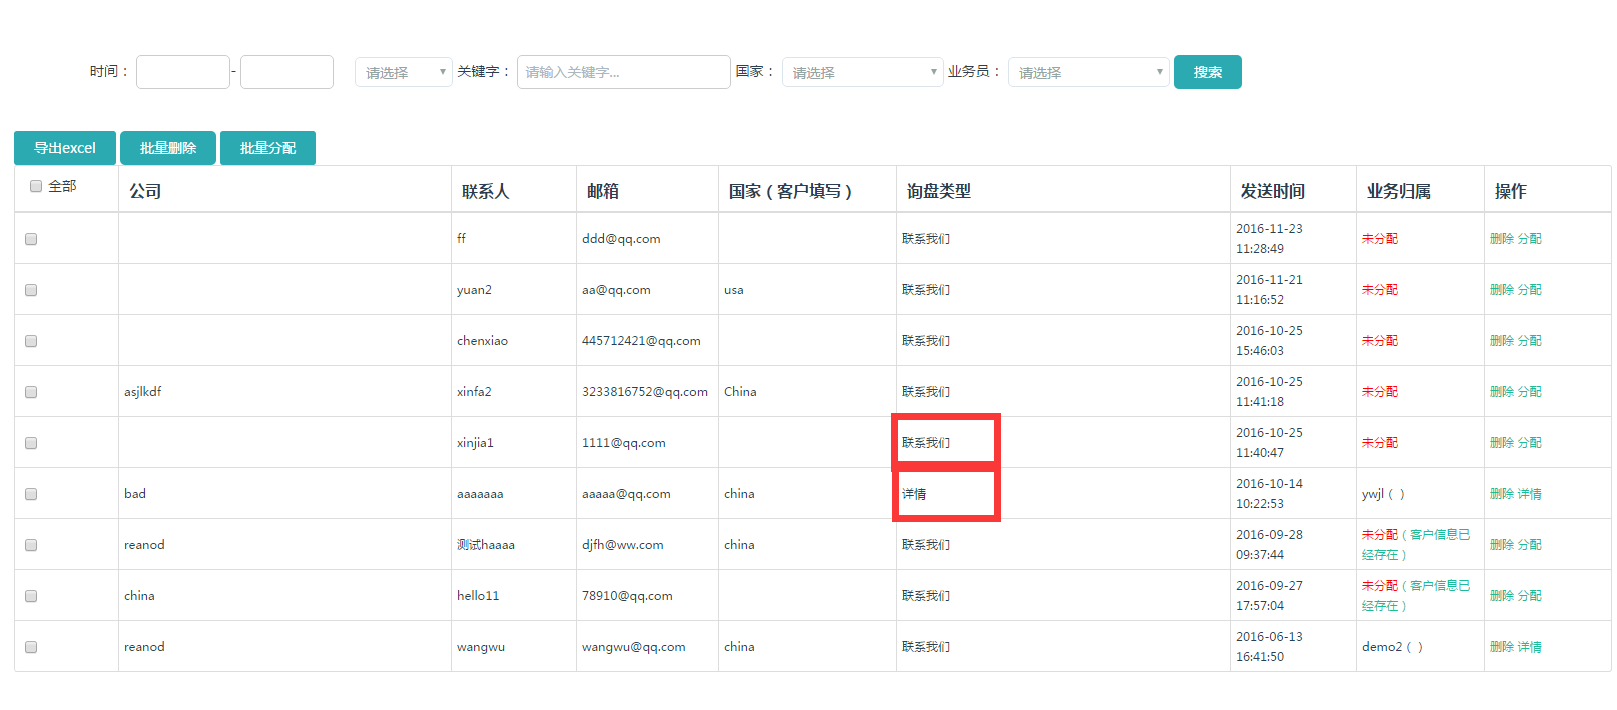 时间： - 请选择 关键字： 请输入关键字... 国家： 请选择 业务员： 请选择 搜索
导出excel 批量删除 批量分配
全部 公司 联系人 邮箱 国家（客户填写） 询盘类型 发送时间 业务归属 操作
ff ddd@qq.com 联系我们 2016-11-23 11:28:49 未分配 删除 分配
yuan2 aa@qq.com usa 联系我们 2016-11-21 11:16:52 未分配 删除 分配
chenxiao 445712421@qq.com 联系我们 2016-10-25 15:46:03 未分配 删除 分配
asjlkdf xinfa2 3233816752@qq.com China 联系我们 2016-10-25 11:41:18 未分配 删除 分配
xinjia1 1111@qq.com 联系我们 2016-10-25 11:40:47 未分配 删除 分配
bad aaaaaaa aaaaa@qq.com china 详情 2016-10-14 10:22:53 ywjl（ ） 删除 详情
reanod 测试haaaa djfh@ww.com china 联系我们 2016-09-28 09:37:44 未分配（客户信息已经存在） 删除 分配
china hello11 78910@qq.com 联系我们 2016-09-27 17:57:04 未分配（客户信息已经存在） 删除 分配
reanod wangwu wangwu@qq.com china 联系我们 2016-06-13 16:41:50 demo2（ ） 删除 详情